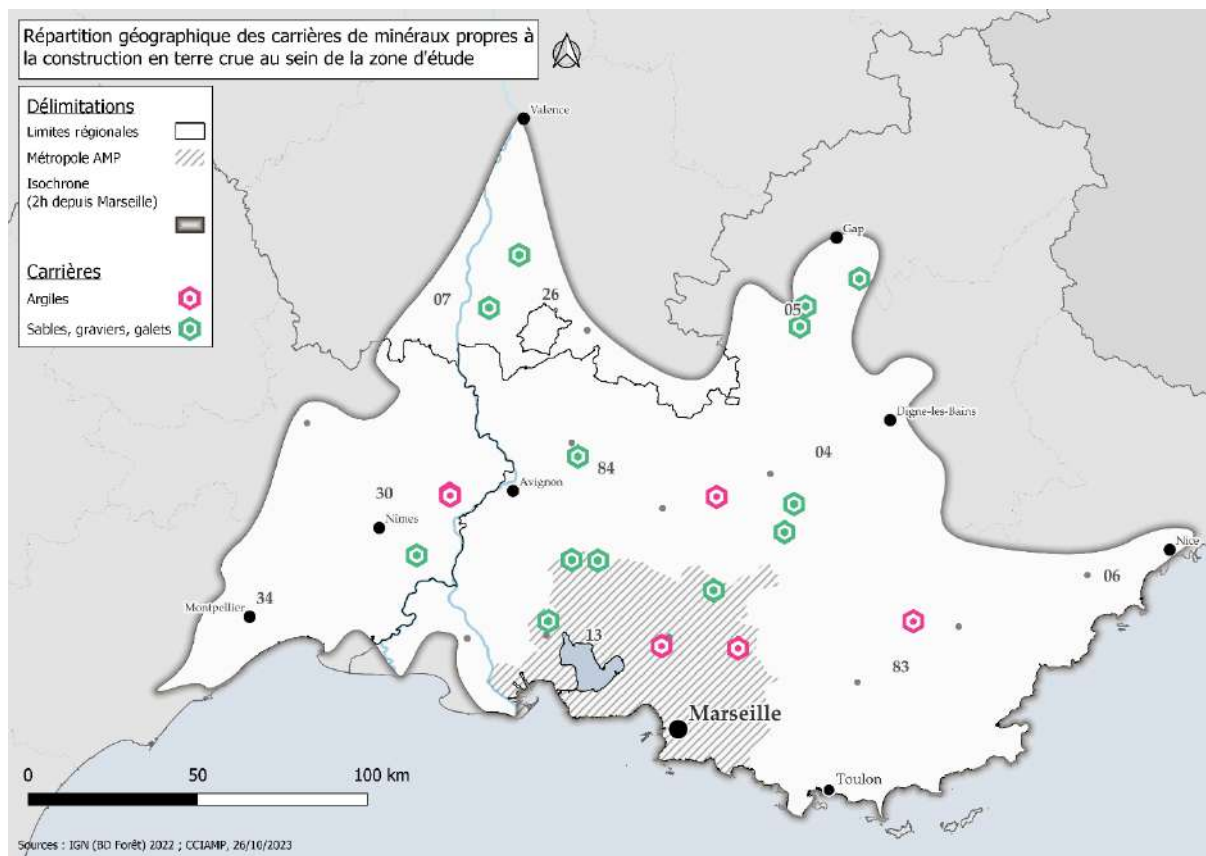 Répartition géographique des carrières de minéraux propres à
la construction en terre crue au sein de la zone d'étude
Délimitations
Limites régionales
Métropole AMP
Isochrone
(2h depuis Marseille)
Carrières
Argiles
Sables, graviers, galets
Valence
Gap
07
26
05
Digne-les-Bains
04
84
30
Avignon
Nîmes
Nice
06
34
Montpellier
13
83
Marseille
Toulon
0
50
100 km
Sources : IGN (BD Forêt) 2022 ; CCIAMP, 26/10/2023